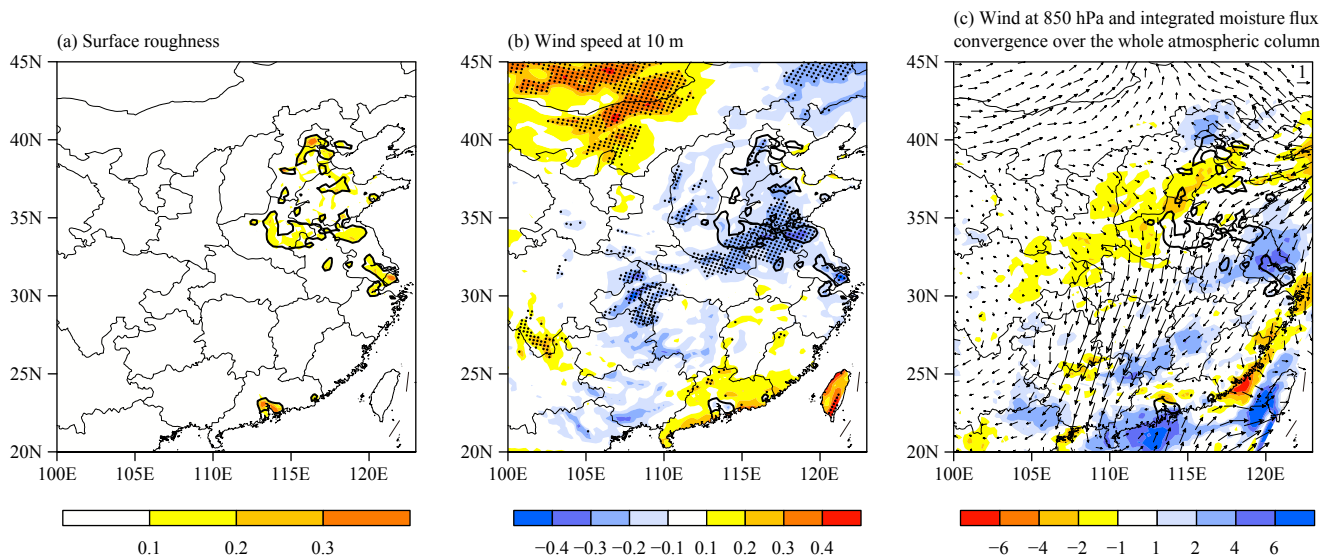 (a) Surface roughness
(b) Wind speed at 10 m
(c) Wind at 850 hPa and integrated moisture flux
convergence over the whole atmospheric column
45N
40N
35N
30N
25N
20N
100E 105E 110E 115E 120E
0.1 0.2 0.3
45N
40N
35N
30N
25N
20N
100E 105E 110E 115E 120E
−0.4 −0.3 −0.2 −0.1 0.1 0.2 0.3 0.4
1
45N
40N
35N
30N
25N
20N
100E 105E 110E 115E 120E
−6 −4 −2 −1 1 2 4 6